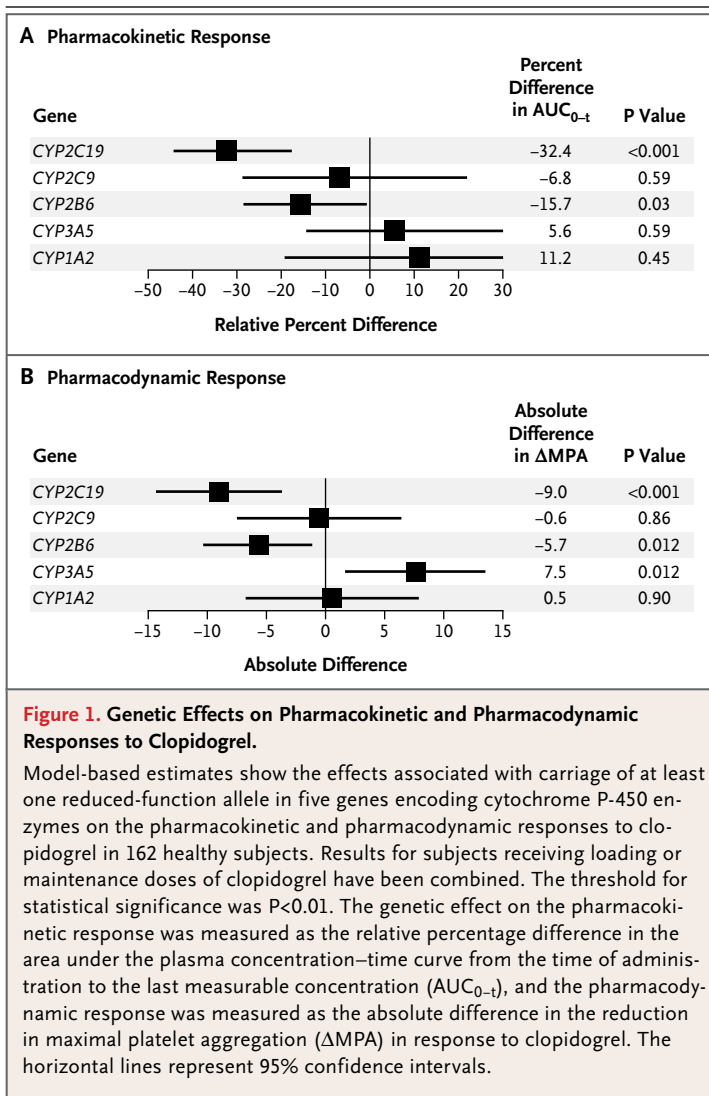 A Pharmacokinetic Response
Gene Percent Difference in AUC0–t P Value
CYP2C19 –32.4 <0.001
CYP2C9 –6.8 0.59
CYP2B6 –15.7 0.03
CYP3A5 5.6 0.59
CYP1A2 11.2 0.45
–50 –40 –30 –20 –10 0 10 20 30
Relative Percent Difference
B Pharmacodynamic Response
Gene Absolute Difference in ΔMPA P Value
CYP2C19 –9.0 <0.001
CYP2C9 –0.6 0.86
CYP2B6 –5.7 0.012
CYP3A5 7.5 0.012
CYP1A2 0.5 0.90
–15 –10 –5 0 5 10 15
Absolute Difference
Figure 1. Genetic Effects on Pharmacokinetic and Pharmacodynamic
Responses to Clopidogrel.
Model-based estimates show the effects associated with carriage of at least
one reduced-function allele in five genes encoding cytochrome P-450 en-
zymes on the pharmacokinetic and pharmacodynamic responses to clo-
pidogrel in 162 healthy subjects. Results for subjects receiving loading or
maintenance doses of clopidogrel have been combined. The threshold for
statistical significance was P<0.01. The genetic effect on the pharmacoki-
netic response was measured as the relative percentage difference in the
area under the plasma concentration–time curve from the time of adminis-
tration to the last measurable concentration (AUC0–t), and the pharmacody-
namic response was measured as the absolute difference in the reduction
in maximal platelet aggregation (ΔMPA) in response to clopidogrel. The
horizontal lines represent 95% confidence intervals.